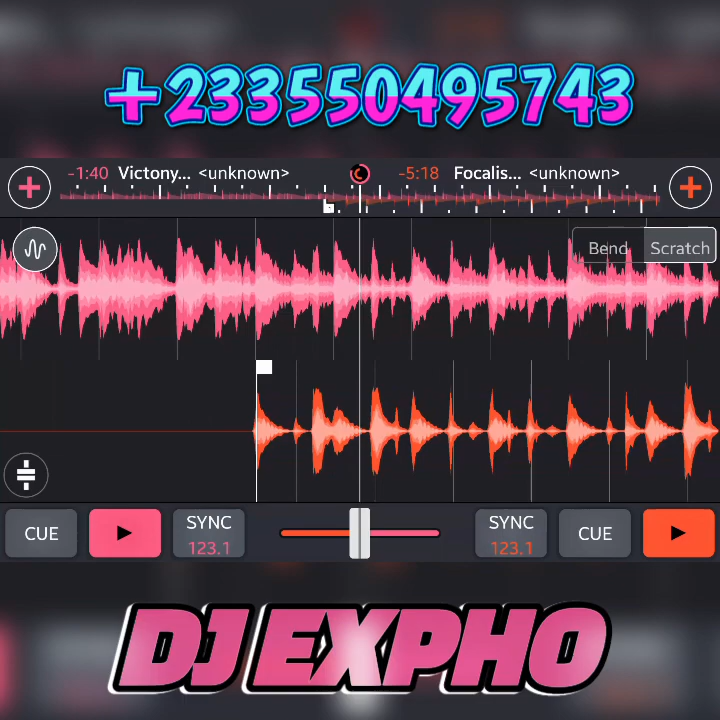 +233550495743
-1:40 Victony... <unknown> -5:18 Focalis... <unknown>
Bend Scratch
CUE SYNC 123.1 SYNC 123.1 CUE
DJ EXPHO